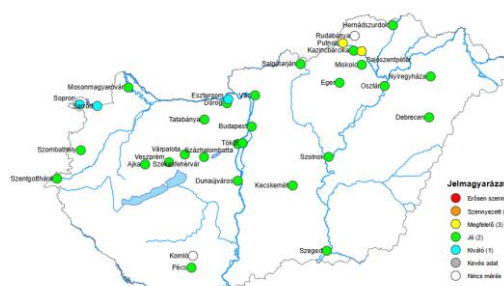 Hernádszurdok
Rudabánya
Putnok
Kazincbarcika
Sajószentpéter
Salgótarján
Miskolc
Nyíregyháza
Eger
Oszlár
Mosonmagyaróvár
Esztergom
Vác
Sopron
Sarród
Dorog
Tatabánya
Budapest
Debrecen
Szombathely
Várpalota
Százhalombatta
Tököl
Veszprém
Ajka
Székesfehérvár
Szolnok
Szentgotthárd
Dunaújváros
Kecskemét
Jelmagyarázat
Erősen szenn
Szennyezett (
Megfelelő (3)
Jó (2)
Kiváló (1)
Kevés adat
Nincs mérés
Szeged
Komló
Pécs